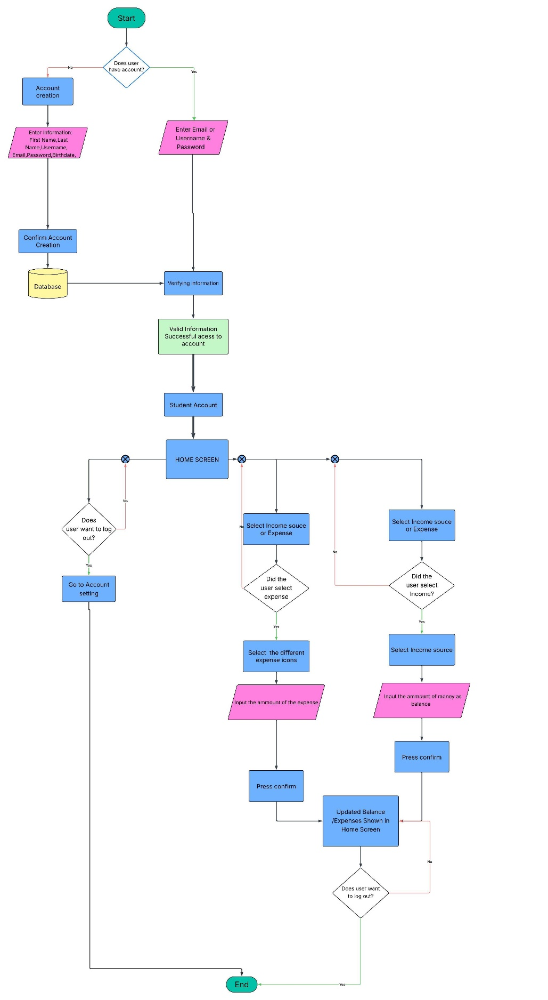 Start
Does user
have account?
No
Yes
Account
creation
Enter Information:
First Name,Last
Name,Username,
Email,Password,Birthdate,
Enter Email or
Username &
Password
Confirm Account
Creation
Database
Verifying information
Valid Information
Successful acess to
account
Student Account
HOME SCREEN
No
Does
user want to log
out?
Yes
Go to Account
setting
No
Select Income souce
or Expense
Did the
user select
expense
Yes
Select the different
expense icons
Input the ammount of the expense
Press confirm
Select Income souce
or Expense
No
Did the
user select
Income?
Yes
Select Income source
Input the ammount of money as
balance
Press confirm
Updated Balance
/Expenses Shown in
Home Screen
No
Does user want
to log out?
Yes
End